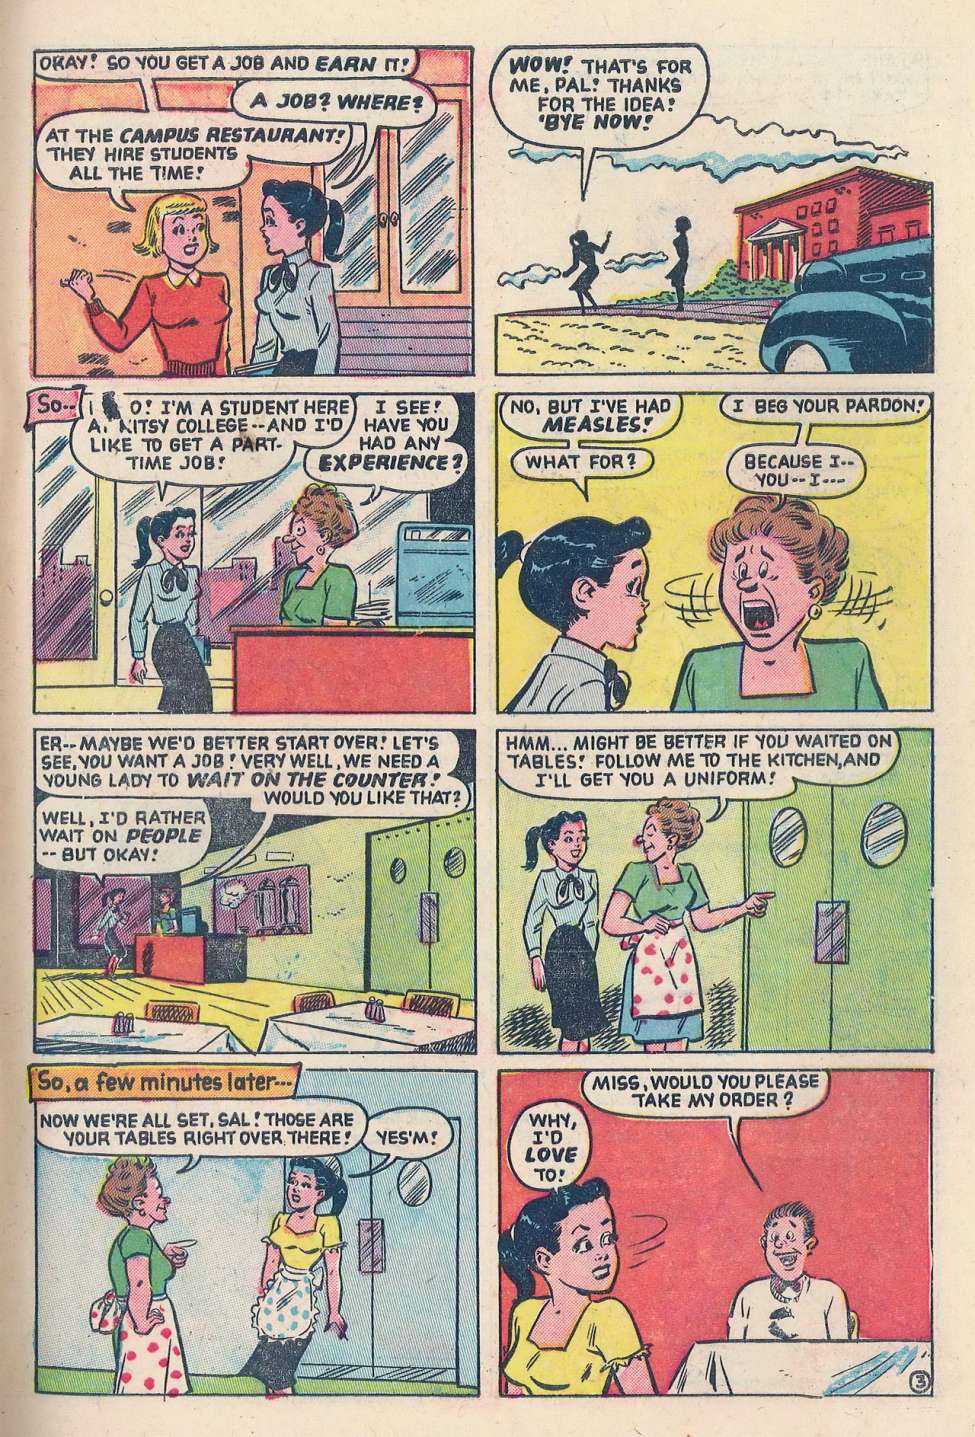 OKAY! SO YOU GET A JOB AND EARN IT!
A JOB? WHERE?
AT THE CAMPUS RESTAURANT!
THEY HIRE STUDENTS
ALL THE TIME!
WOW! THAT'S FOR
ME, PAL! THANKS
FOR THE IDEA!
'BYE NOW!
So--
O! I'M A STUDENT HERE
KITSY COLLEGE--AND I'D
LIKE TO GET A PART-
TIME JOB!
I SEE!
HAVE YOU
HAD ANY
EXPERIENCE?
NO, BUT I'VE HAD
MEASLES!
I BEG YOUR PARDON!
WHAT FOR?
BECAUSE I--
YOU--I---
ER--MAYBE WE'D BETTER START OVER! LET'S
SEE, YOU WANT A JOB! VERY WELL, WE NEED A
YOUNG LADY TO WAIT ON THE COUNTER!
WOULD YOU LIKE THAT?
WELL, I'D RATHER
WAIT ON PEOPLE
--BUT OKAY!
HMM... MIGHT BE BETTER IF YOU WAITED ON
TABLES! FOLLOW ME TO THE KITCHEN, AND
I'LL GET YOU A UNIFORM!
So, a few minutes later---
NOW WE'RE ALL SET, SAL! THOSE ARE
YOUR TABLES RIGHT OVER THERE!
YES'M!
MISS, WOULD YOU PLEASE
TAKE MY ORDER?
WHY,
I'D
LOVE
TO!
3